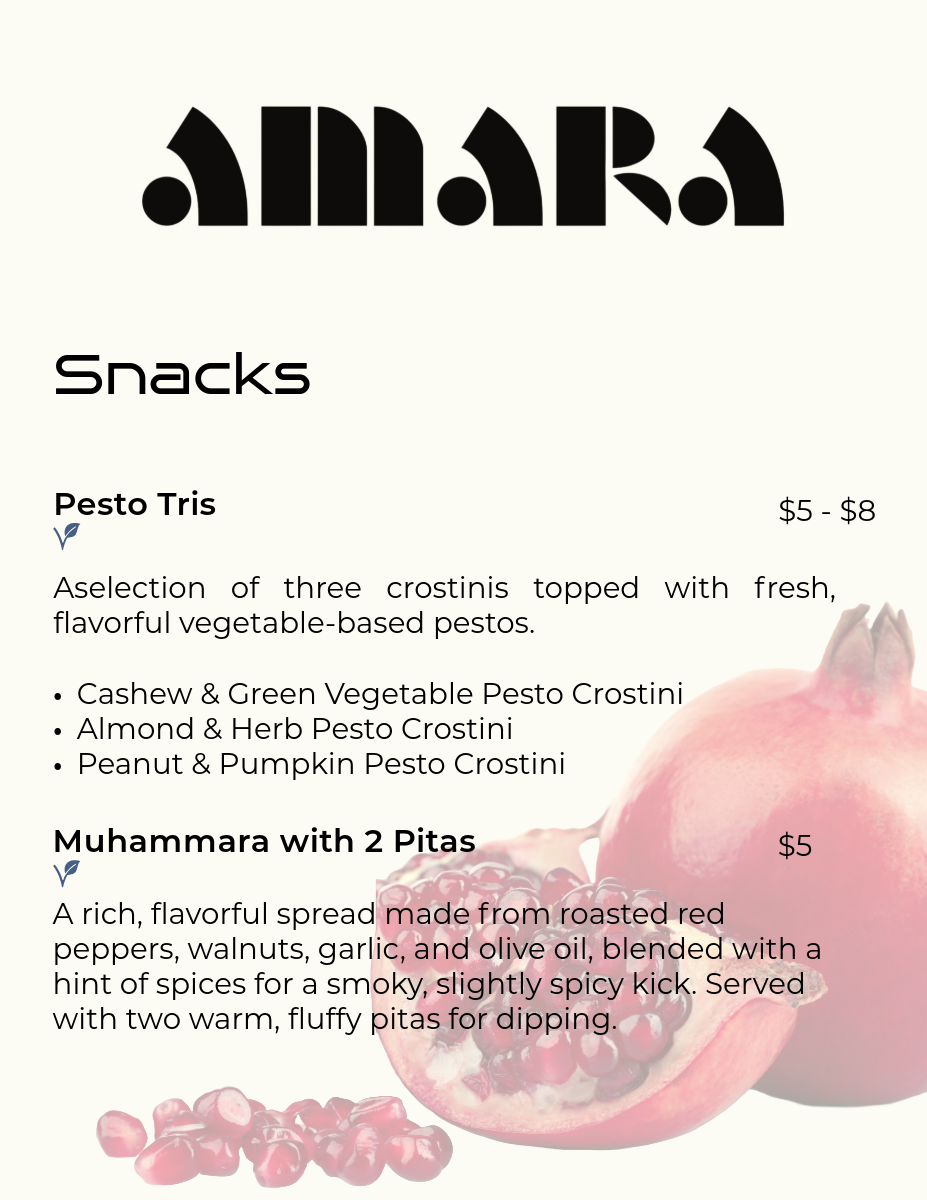 AMARA
Snacks
Pesto Tris
$5 - $8
Aselection of three crostinis topped with fresh,
flavorful vegetable-based pestos.
• Cashew & Green Vegetable Pesto Crostini
• Almond & Herb Pesto Crostini
• Peanut & Pumpkin Pesto Crostini
Muhammara with 2 Pitas
$5
A rich, flavorful spread made from roasted red
peppers, walnuts, garlic, and olive oil, blended with a
hint of spices for a smoky, slightly spicy kick. Served
with two warm, fluffy pitas for dipping.